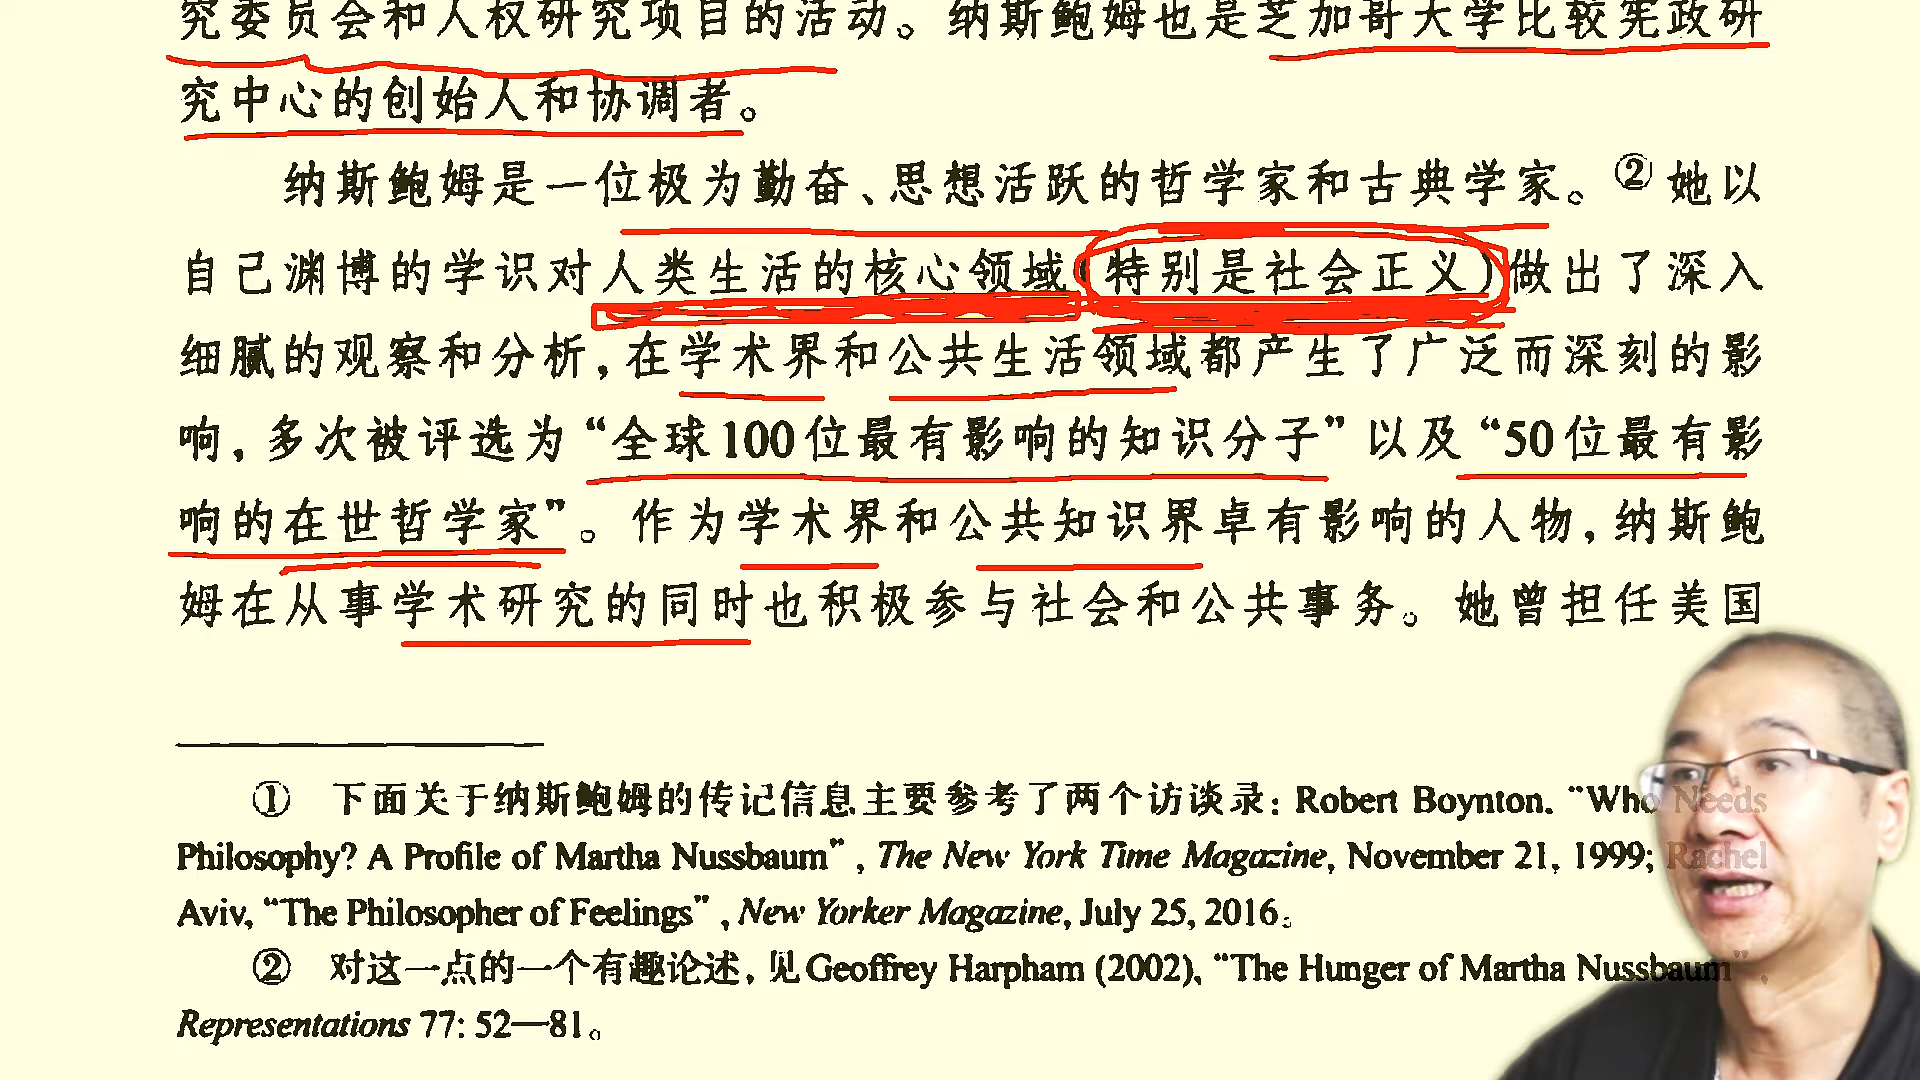 究委员会和人权研究项目的活动。纳斯鲍姆也是芝加哥大学比较宪政研
究中心的创始人和协调者。
纳斯鲍姆是一位极为勤奋、思想活跃的哲学家和古典学家。②她以
自己渊博的学识对人类生活的核心领域(特别是社会正义)做出了深入
细腻的观察和分析,在学术界和公共生活领域都产生了广泛而深刻的影
响,多次被评选为“全球100位最有影响的知识分子”以及“50位最有影
响的在世哲学家”。作为学术界和公共知识界卓有影响的人物,纳斯鲍
姆在从事学术研究的同时也积极参与社会和公共事务。她曾担任美国
① 下面关于纳斯鲍姆的传记信息主要参考了两个访谈录: Robert Boynton. “Who Needs
Philosophy? A Profile of Martha Nussbaum”, The New York Time Magazine, November 21, 1999; Rachel
Aviv, “The Philosopher of Feelings”, New Yorker Magazine, July 25, 2016。
② 对这一点的一个有趣论述,见Geoffrey Harpham (2002), “The Hunger of Martha Nussbaum”,
Representations 77: 52—81。